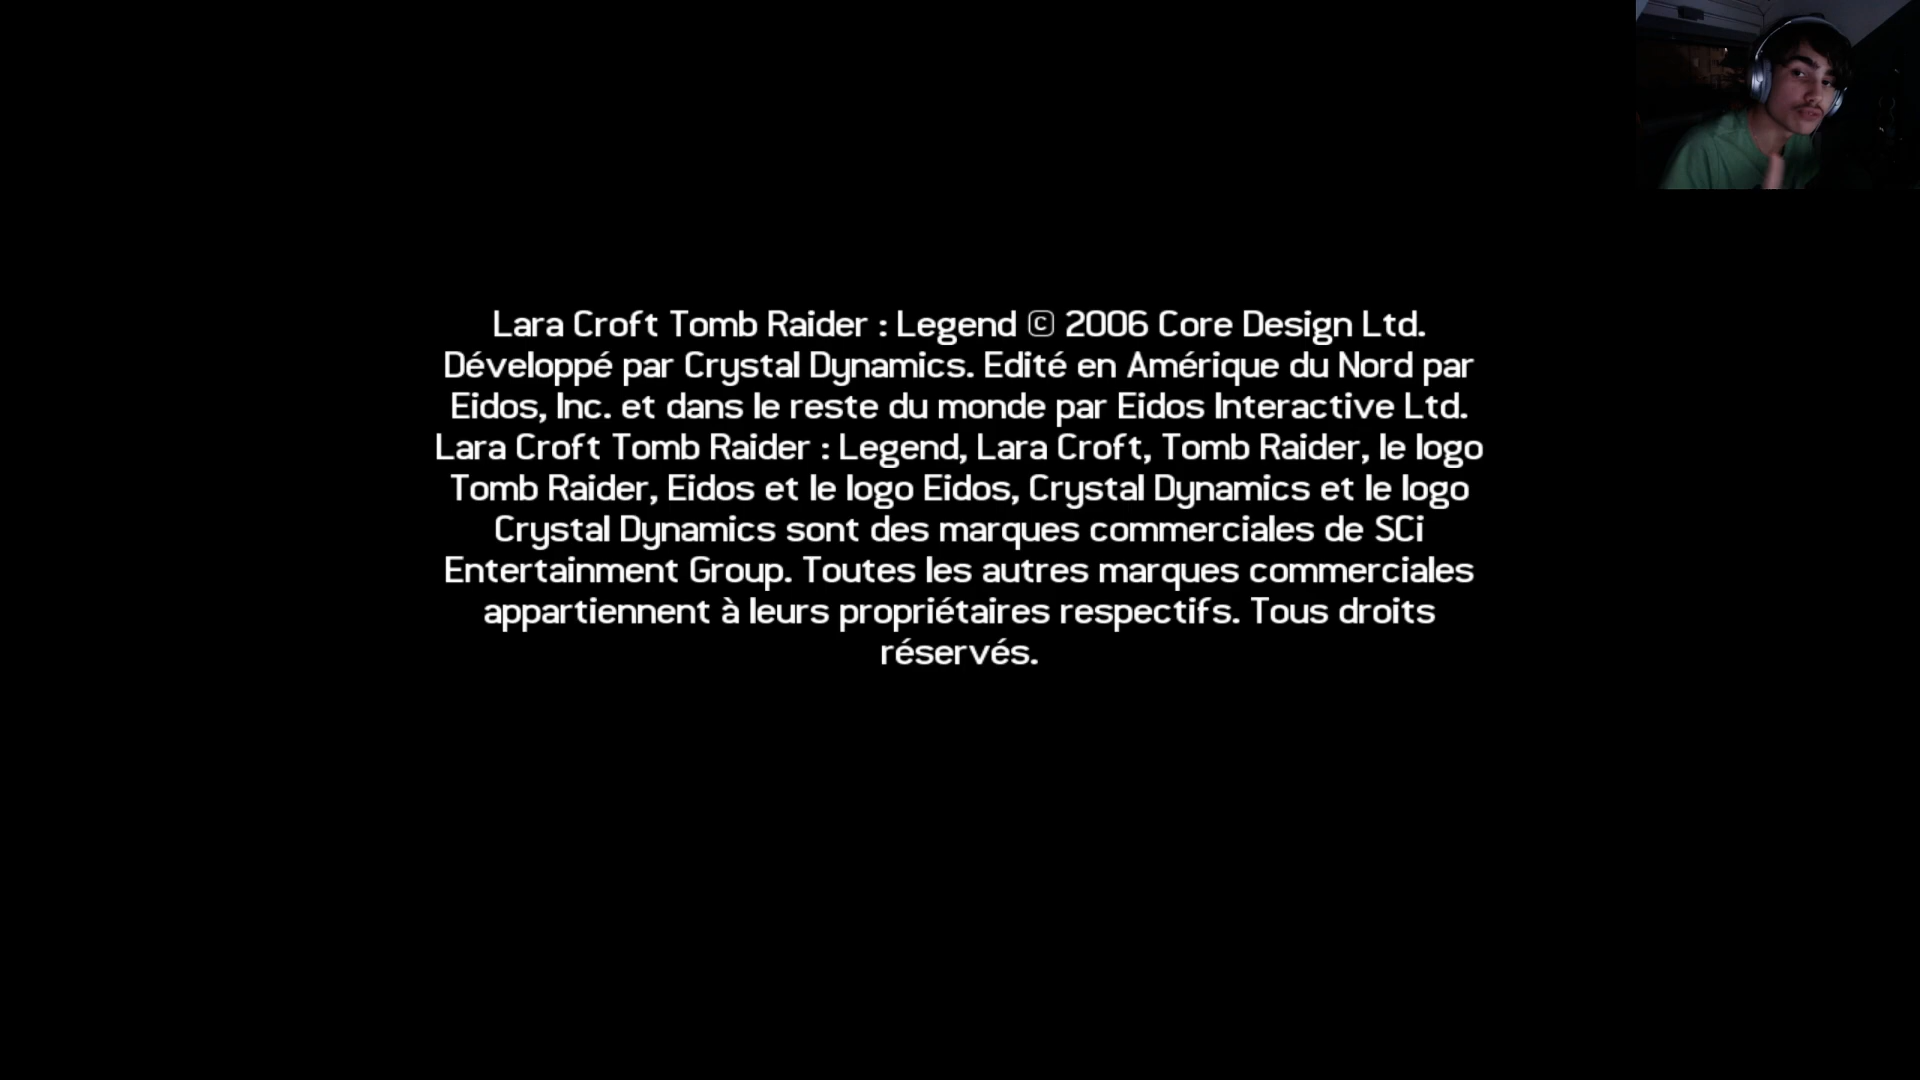 Lara Croft Tomb Raider : Legend © 2006 Core Design Ltd.
Développé par Crystal Dynamics. Edité en Amérique du Nord par
Eidos, Inc. et dans le reste du monde par Eidos Interactive Ltd.
Lara Croft Tomb Raider : Legend, Lara Croft, Tomb Raider, le logo
Tomb Raider, Eidos et le logo Eidos, Crystal Dynamics et le logo
Crystal Dynamics sont des marques commerciales de SCi
Entertainment Group. Toutes les autres marques commerciales
appartiennent à leurs propriétaires respectifs. Tous droits
réservés.